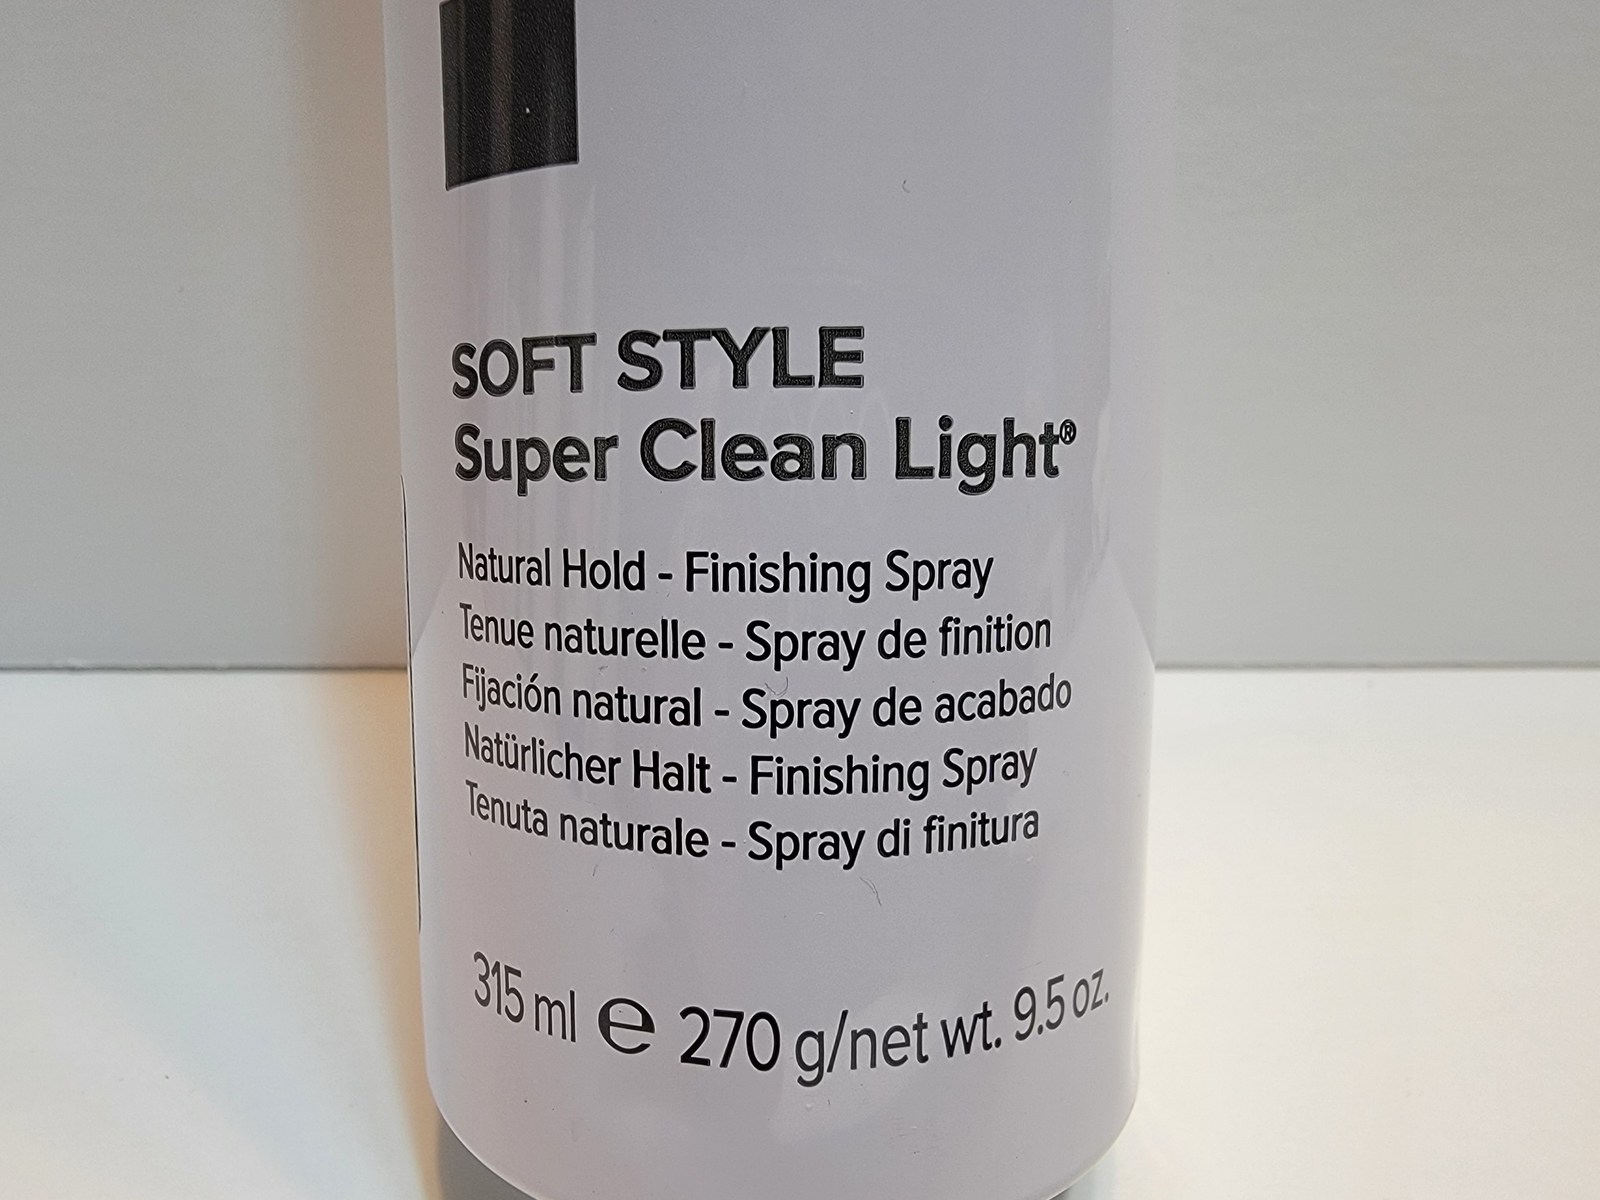 SOFT STYLE
Super Clean Light®
Natural Hold - Finishing Spray
Tenue naturelle - Spray de finition
Fijación natural - Spray de acabado
Natürlicher Halt - Finishing Spray
Tenuta naturale - Spray di finitura
315 ml ℮ 270 g/net wt. 9.5 oz.